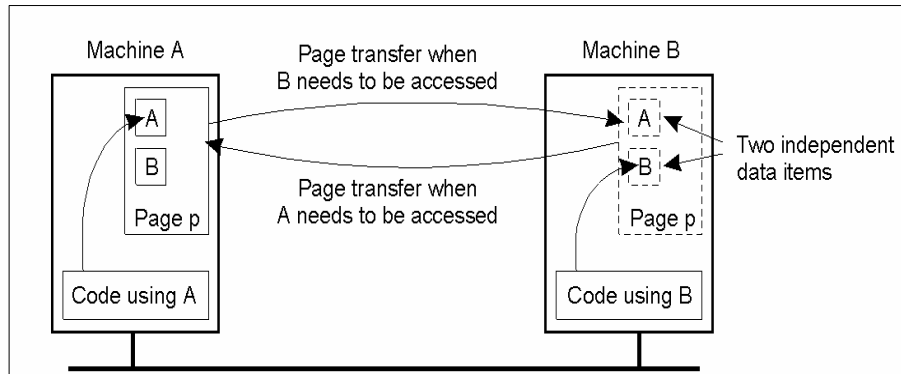 Machine A
Page transfer when
B needs to be accessed
Machine B
A
B
Page p
A
B
Page p
Two independent
data items
Page transfer when
A needs to be accessed
Code using A
Code using B